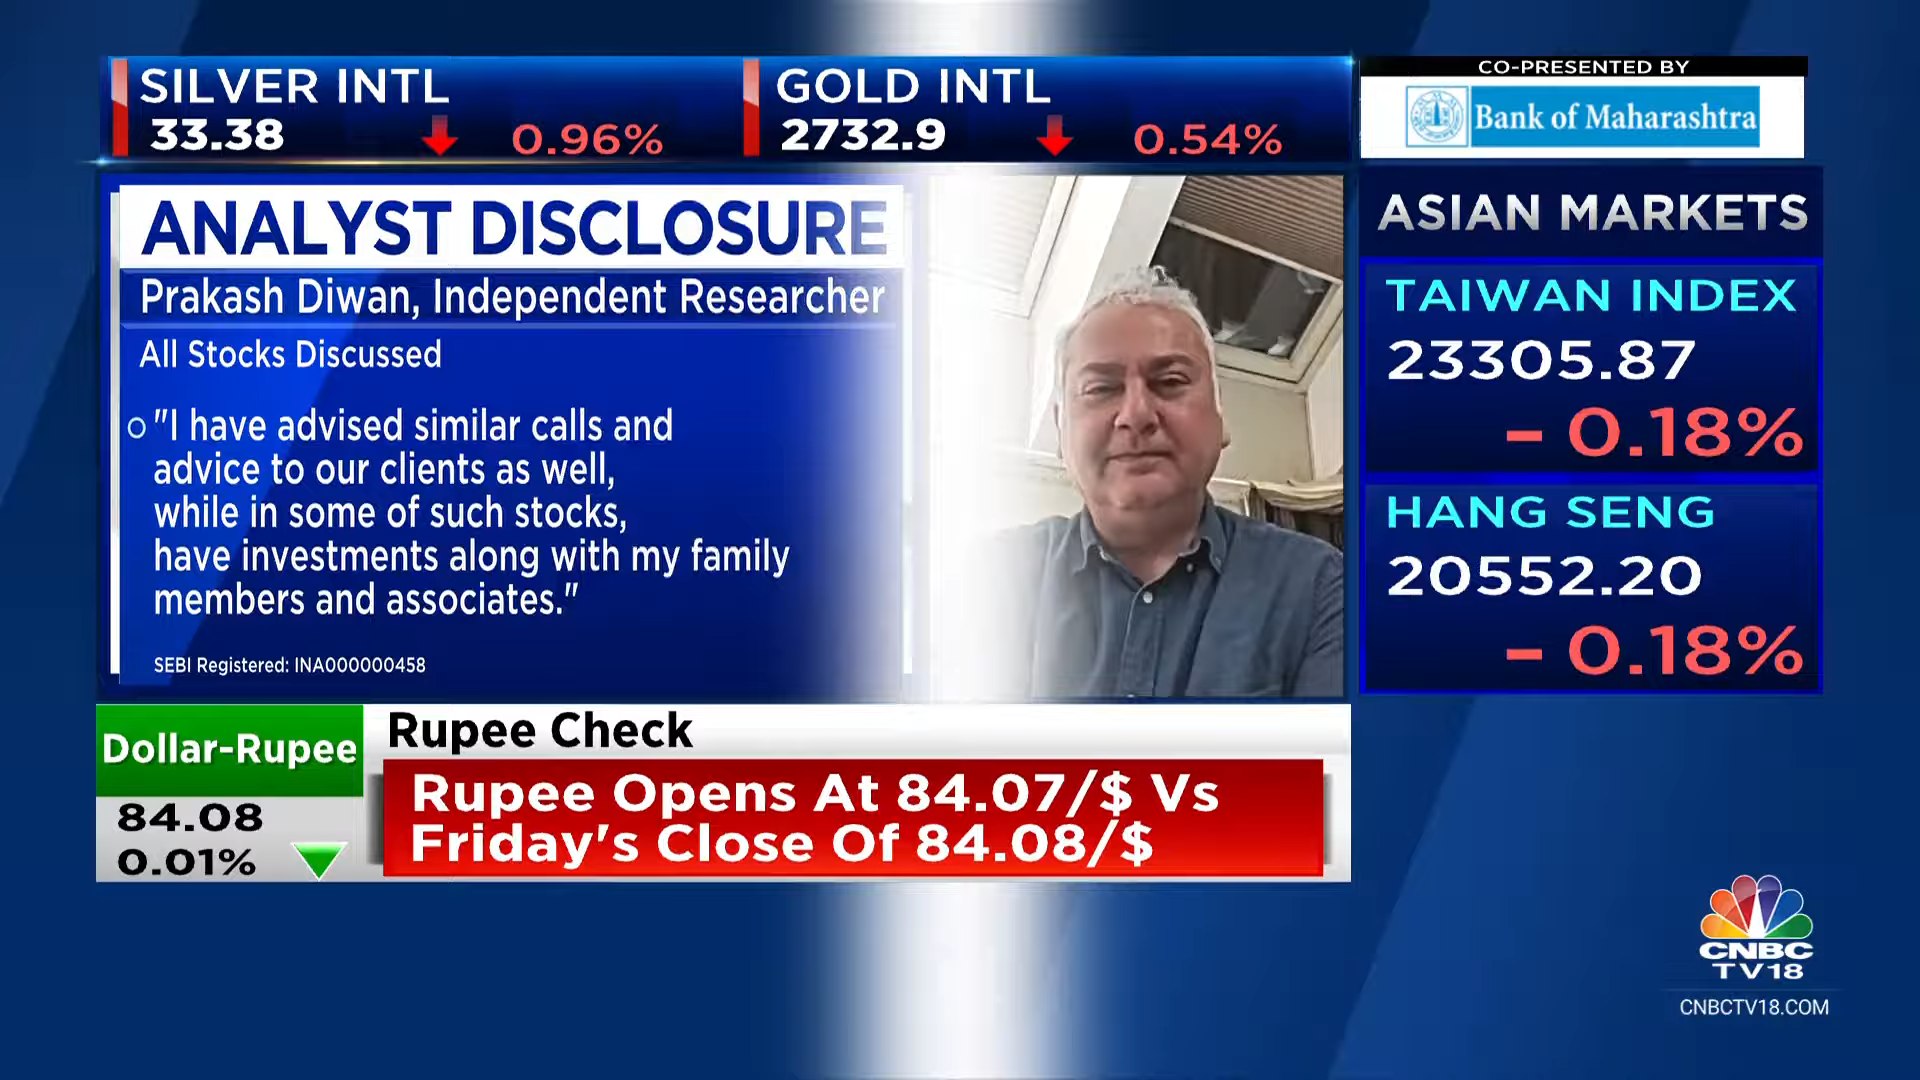 SILVER INTL
33.38 0.96%
GOLD INTL
2732.9 0.54%
CO-PRESENTED BY
Bank of Maharashtra
ANALYST DISCLOSURE
Prakash Diwan, Independent Researcher
All Stocks Discussed
"I have advised similar calls and
advice to our clients as well,
while in some of such stocks,
have investments along with my family
members and associates."
SEBI Registered: INA000000458
ASIAN MARKETS
TAIWAN INDEX
23305.87
– 0.18%
HANG SENG
20552.20
– 0.18%
Dollar-Rupee
84.08
0.01%
Rupee Check
Rupee Opens At 84.07/$ Vs
Friday's Close Of 84.08/$
CNBC
TV18
CNBCTV18.COM